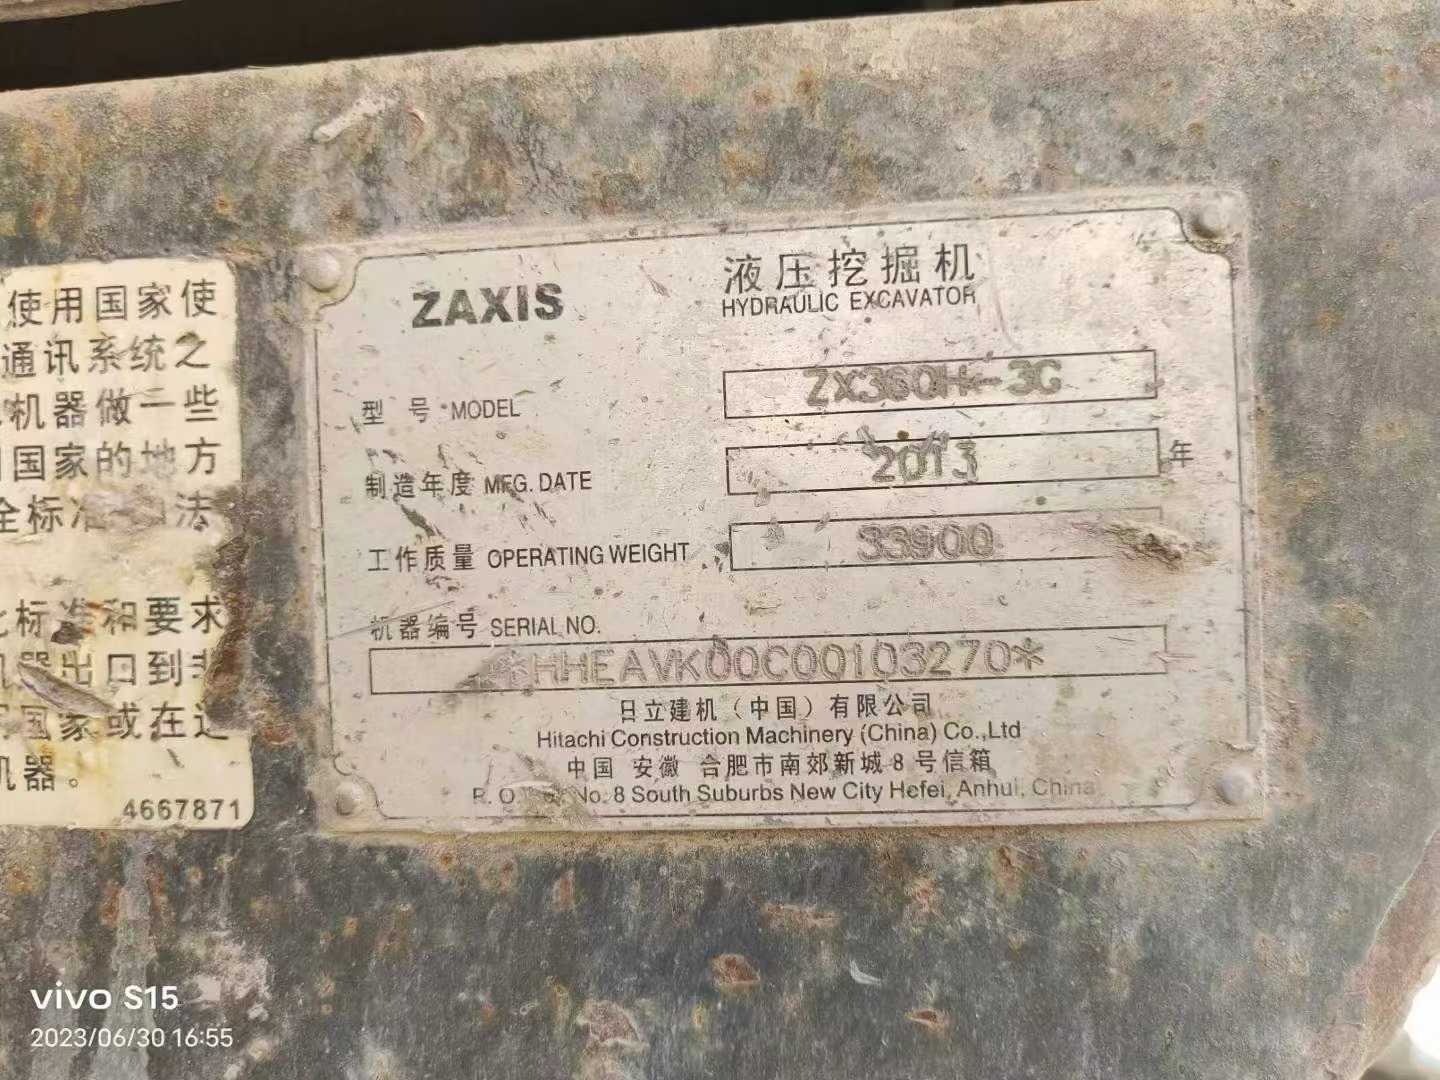 使用国家使
通讯系统之
机器做一些
国家的地方
全标准 法
标准和要求
机器出口到非
国家或在这
机器。
4667871
ZAXIS
液压挖掘机
HYDRAULIC EXCAVATOR
型 号 MODEL
ZX360H-3G
制造年度 MFG. DATE
2013
年
工作质量 OPERATING WEIGHT
33900
机器编号 SERIAL NO.
*HHEAVK00C00103270*
日立建机（中国）有限公司
Hitachi Construction Machinery (China) Co.,Ltd
中国 安徽 合肥市南郊新城 8 号信箱
P. O. No. 8 South Suburbs New City Hefei, Anhui, China
vivo S15
2023/06/30 16:55